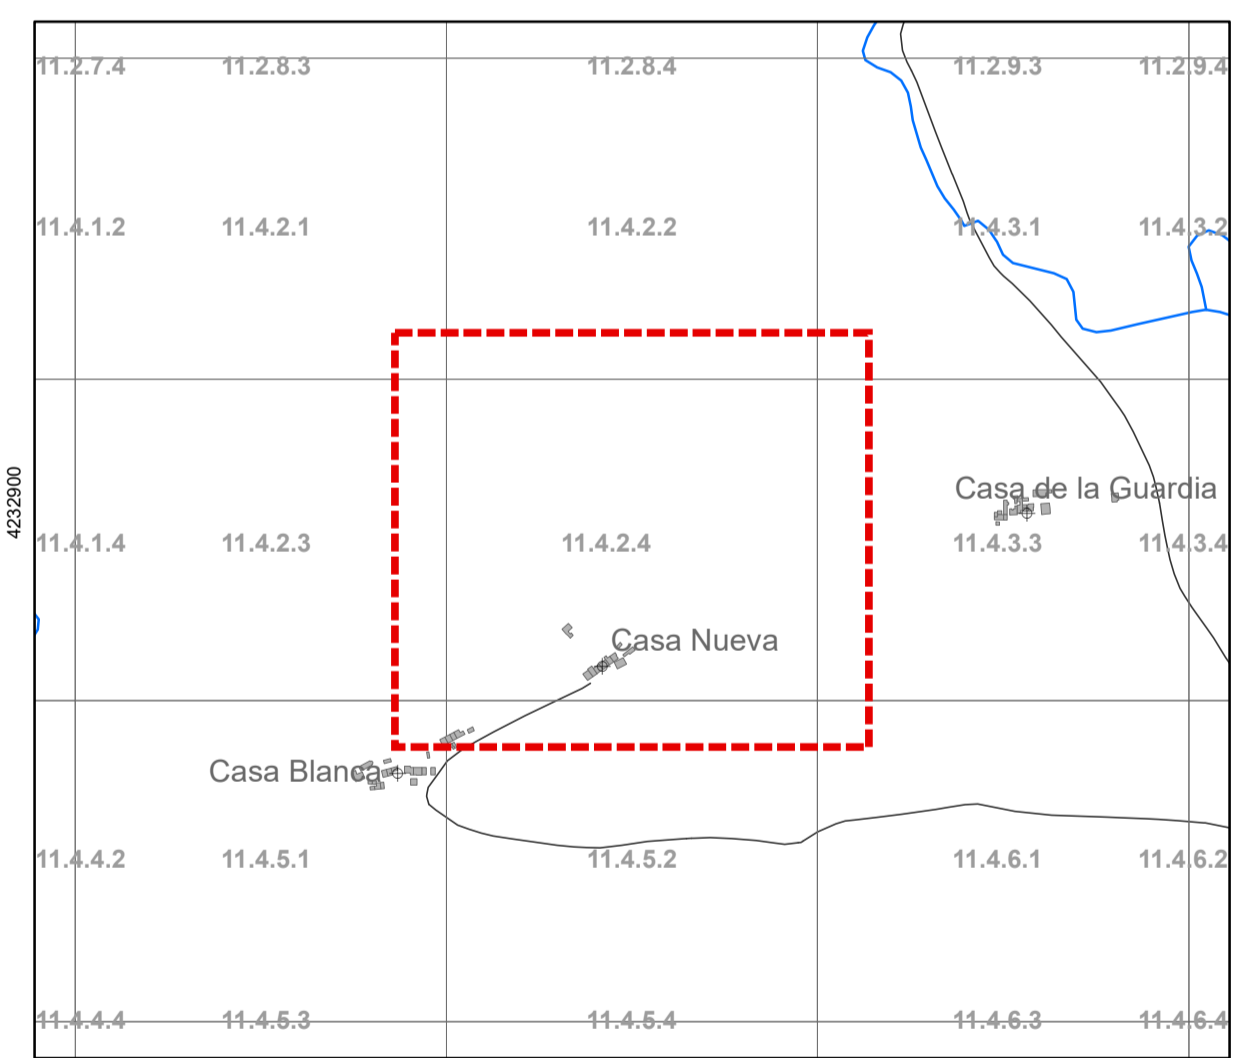 11.2.7.4 11.2.8.3 11.2.8.4 11.2.9.3 11.2.9.4
11.4.1.2 11.4.2.1 11.4.2.2 11.4.3.1 11.4.3.2
4232900
Casa de la Guardia
11.4.1.4 11.4.2.3 11.4.2.4 11.4.3.3 11.4.3.4
Casa Nueva
Casa Blanca
11.4.4.2 11.4.5.1 11.4.5.2 11.4.6.1 11.4.6.2
11.4.4.4 11.4.5.3 11.4.5.4 11.4.6.3 11.4.6.4